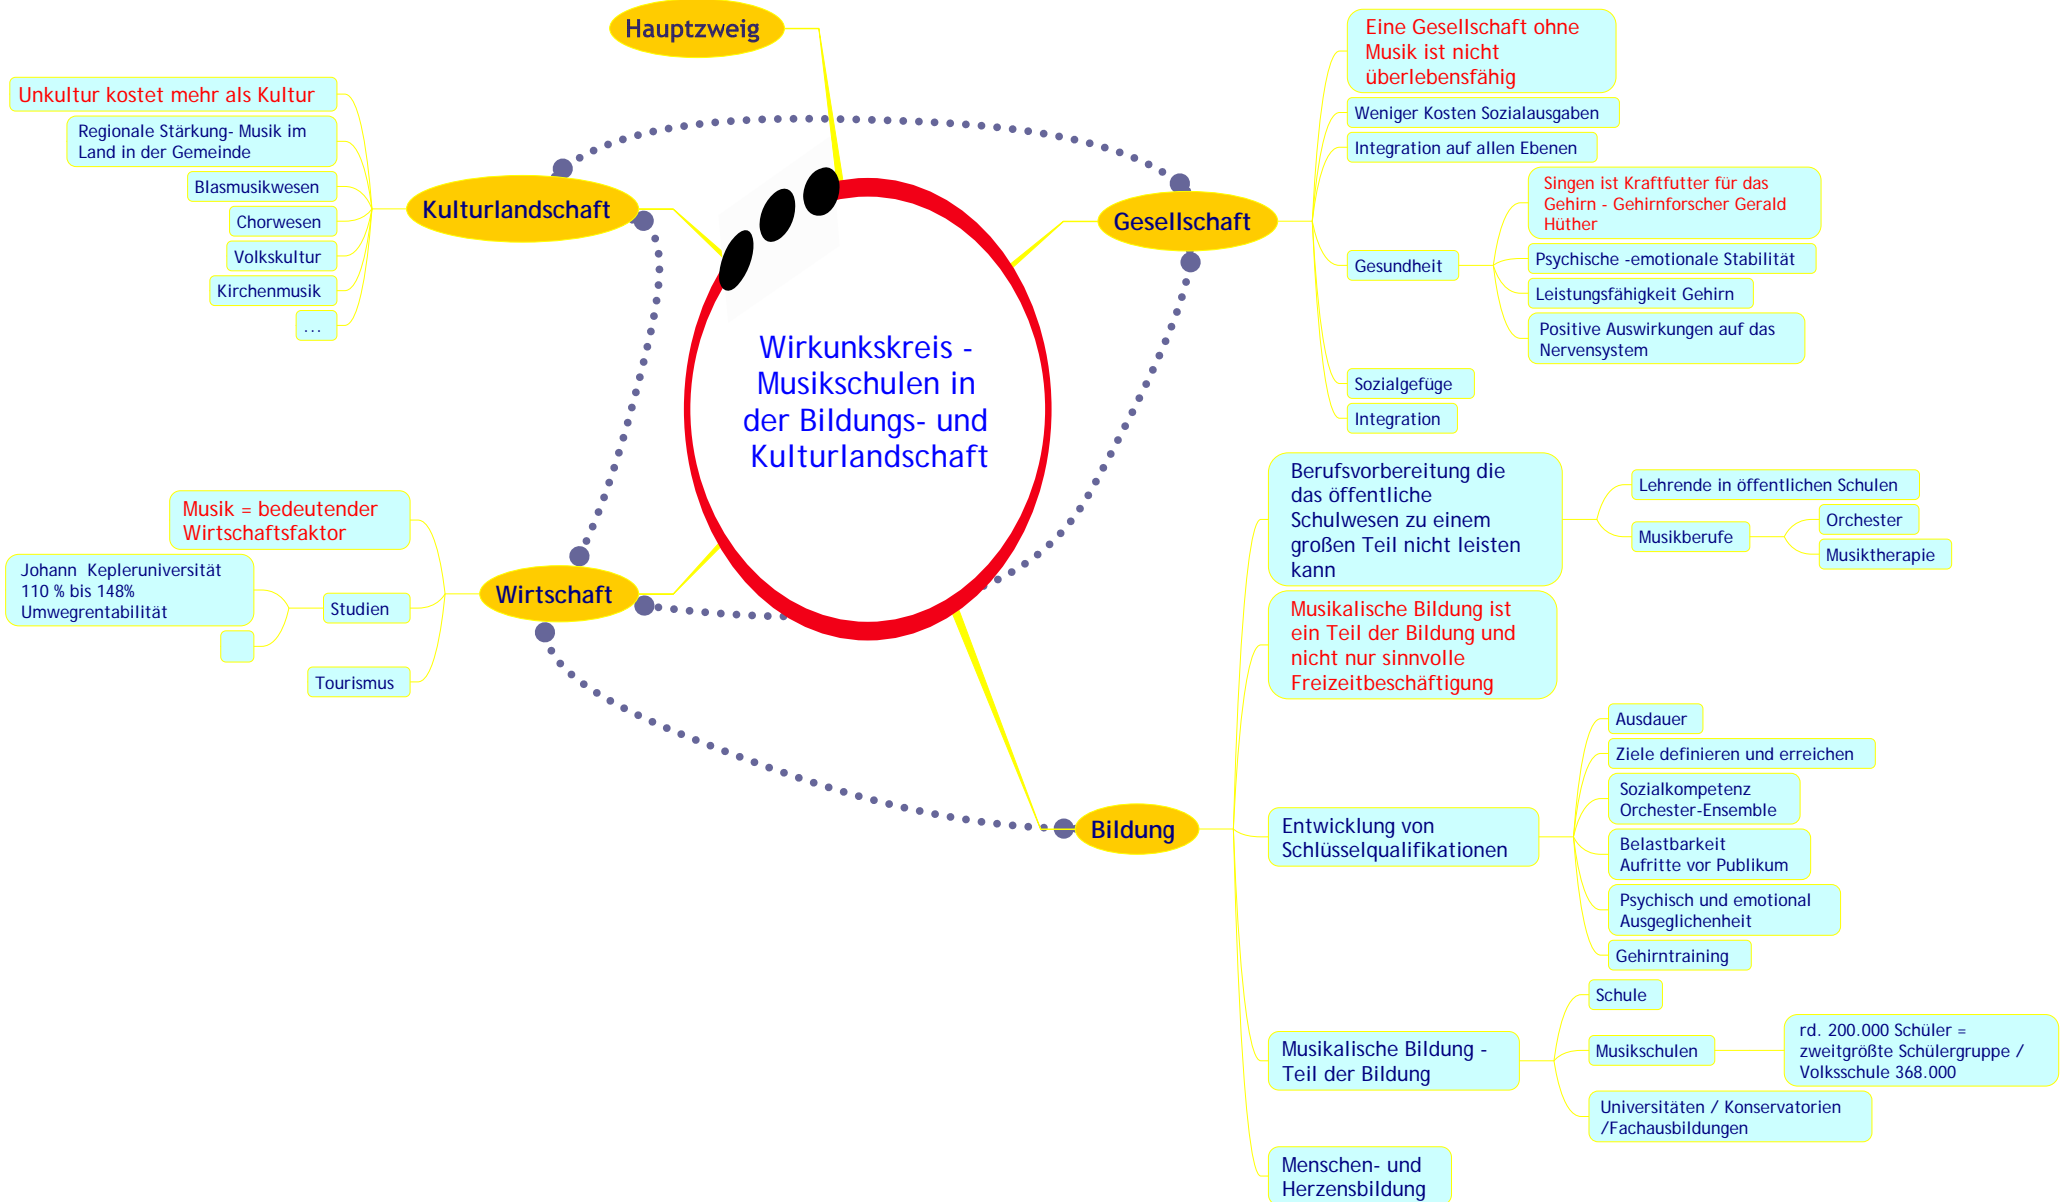 Hauptzweig
Wirkunkskreis -
Musikschulen in
der Bildungs- und
Kulturlandschaft
Kulturlandschaft
Unkultur kostet mehr als Kultur
Regionale Stärkung- Musik im
Land in der Gemeinde
Blasmusikwesen
Chorwesen
Volkskultur
Kirchenmusik
...
Wirtschaft
Musik = bedeutender
Wirtschaftsfaktor
Studien
Johann Kepleruniversität
110 % bis 148%
Umwegrentabilität
Tourismus
Gesellschaft
Eine Gesellschaft ohne
Musik ist nicht
überlebensfähig
Weniger Kosten Sozialausgaben
Integration auf allen Ebenen
Gesundheit
Singen ist Kraftfutter für das
Gehirn - Gehirnforscher Gerald
Hüther
Psychische -emotionale Stabilität
Leistungsfähigkeit Gehirn
Positive Auswirkungen auf das
Nervensystem
Sozialgefüge
Integration
Bildung
Berufsvorbereitung die
das öffentliche
Schulwesen zu einem
großen Teil nicht leisten
kann
Lehrende in öffentlichen Schulen
Musikberufe
Orchester
Musiktherapie
Musikalische Bildung ist
ein Teil der Bildung und
nicht nur sinnvolle
Freizeitbeschäftigung
Entwicklung von
Schlüsselqualifikationen
Ausdauer
Ziele definieren und erreichen
Sozialkompetenz
Orchester-Ensemble
Belastbarkeit
Aufritte vor Publikum
Psychisch und emotional
Ausgeglichenheit
Gehirntraining
Musikalische Bildung -
Teil der Bildung
Schule
Musikschulen
rd. 200.000 Schüler =
zweitgrößte Schülergruppe /
Volksschule 368.000
Universitäten / Konservatorien
/Fachausbildungen
Menschen- und
Herzensbildung